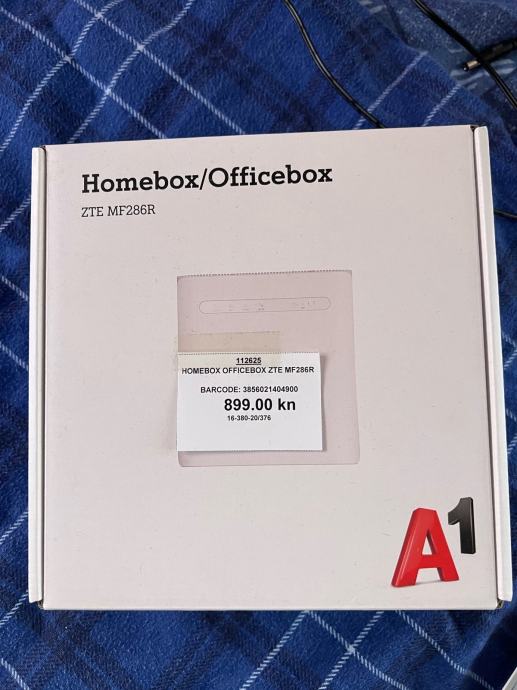 Homebox/Officebox
ZTE MF286R
112625
HOMEBOX OFFICEBOX ZTE MF286R
BARCODE: 3856021404900
899.00 kn
16-380-20/376
A1